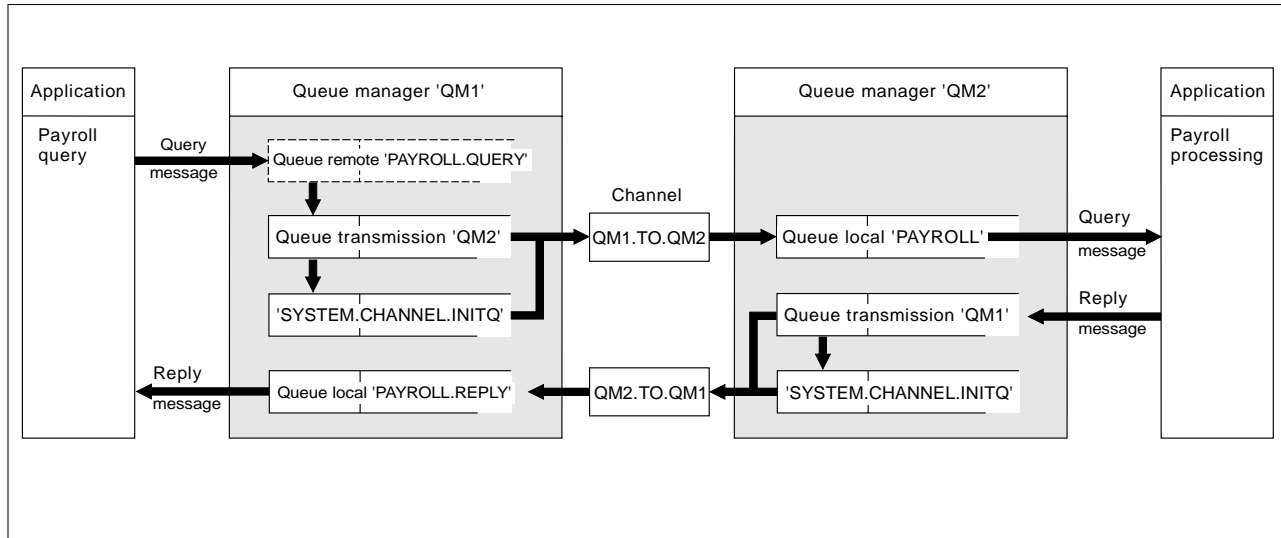 Application
Payroll
query
Query
message
Reply
message
Queue manager 'QM1'
Queue remote 'PAYROLL.QUERY'
Queue transmission 'QM2'
'SYSTEM.CHANNEL.INITQ'
Queue local 'PAYROLL.REPLY'
Channel
QM1.TO.QM2
QM2.TO.QM1
Queue manager 'QM2'
Queue local 'PAYROLL'
Queue transmission 'QM1'
'SYSTEM.CHANNEL.INITQ'
Query
message
Reply
message
Application
Payroll
processing